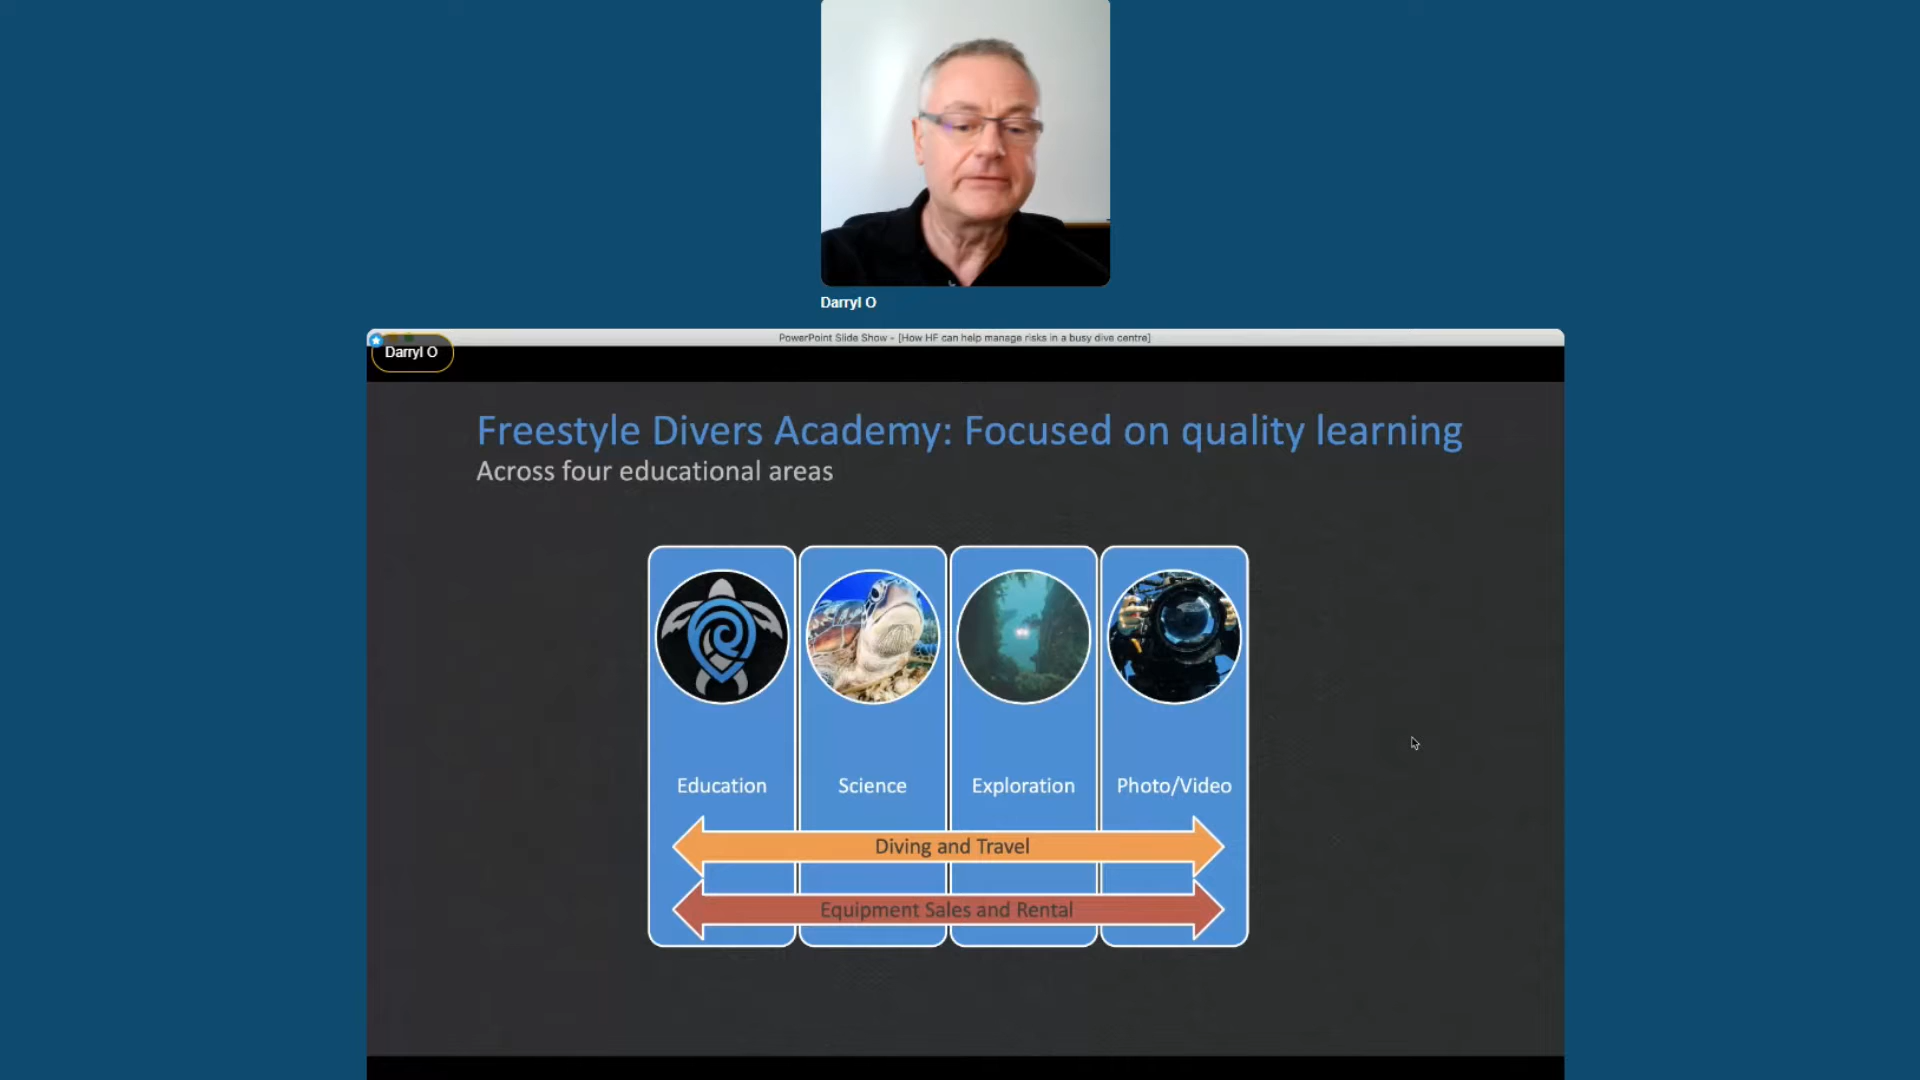 Darryl O
PowerPoint Slide Show - [How HF can help manage risks in a busy dive centre]
Darryl O
Freestyle Divers Academy: Focused on quality learning
Across four educational areas
Education
Science
Exploration
Photo/Video
Diving and Travel
Equipment Sales and Rental